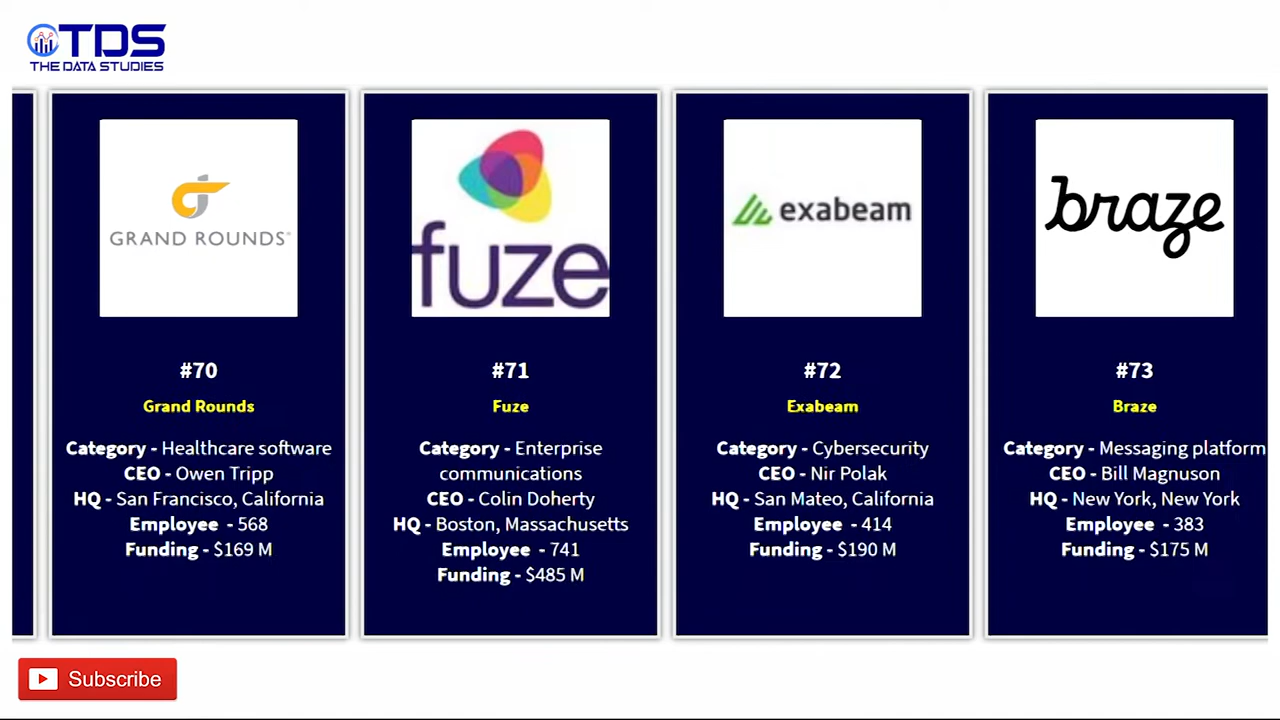 TDS
THE DATA STUDIES
GRAND ROUNDS®
#70
Grand Rounds
Category - Healthcare software
CEO - Owen Tripp
HQ - San Francisco, California
Employee - 568
Funding - $169 M
fuze
#71
Fuze
Category - Enterprise
communications
CEO - Colin Doherty
HQ - Boston, Massachusetts
Employee - 741
Funding - $485 M
exabeam
#72
Exabeam
Category - Cybersecurity
CEO - Nir Polak
HQ - San Mateo, California
Employee - 414
Funding - $190 M
braze
#73
Braze
Category - Messaging platform
CEO - Bill Magnuson
HQ - New York, New York
Employee - 383
Funding - $175 M
Subscribe